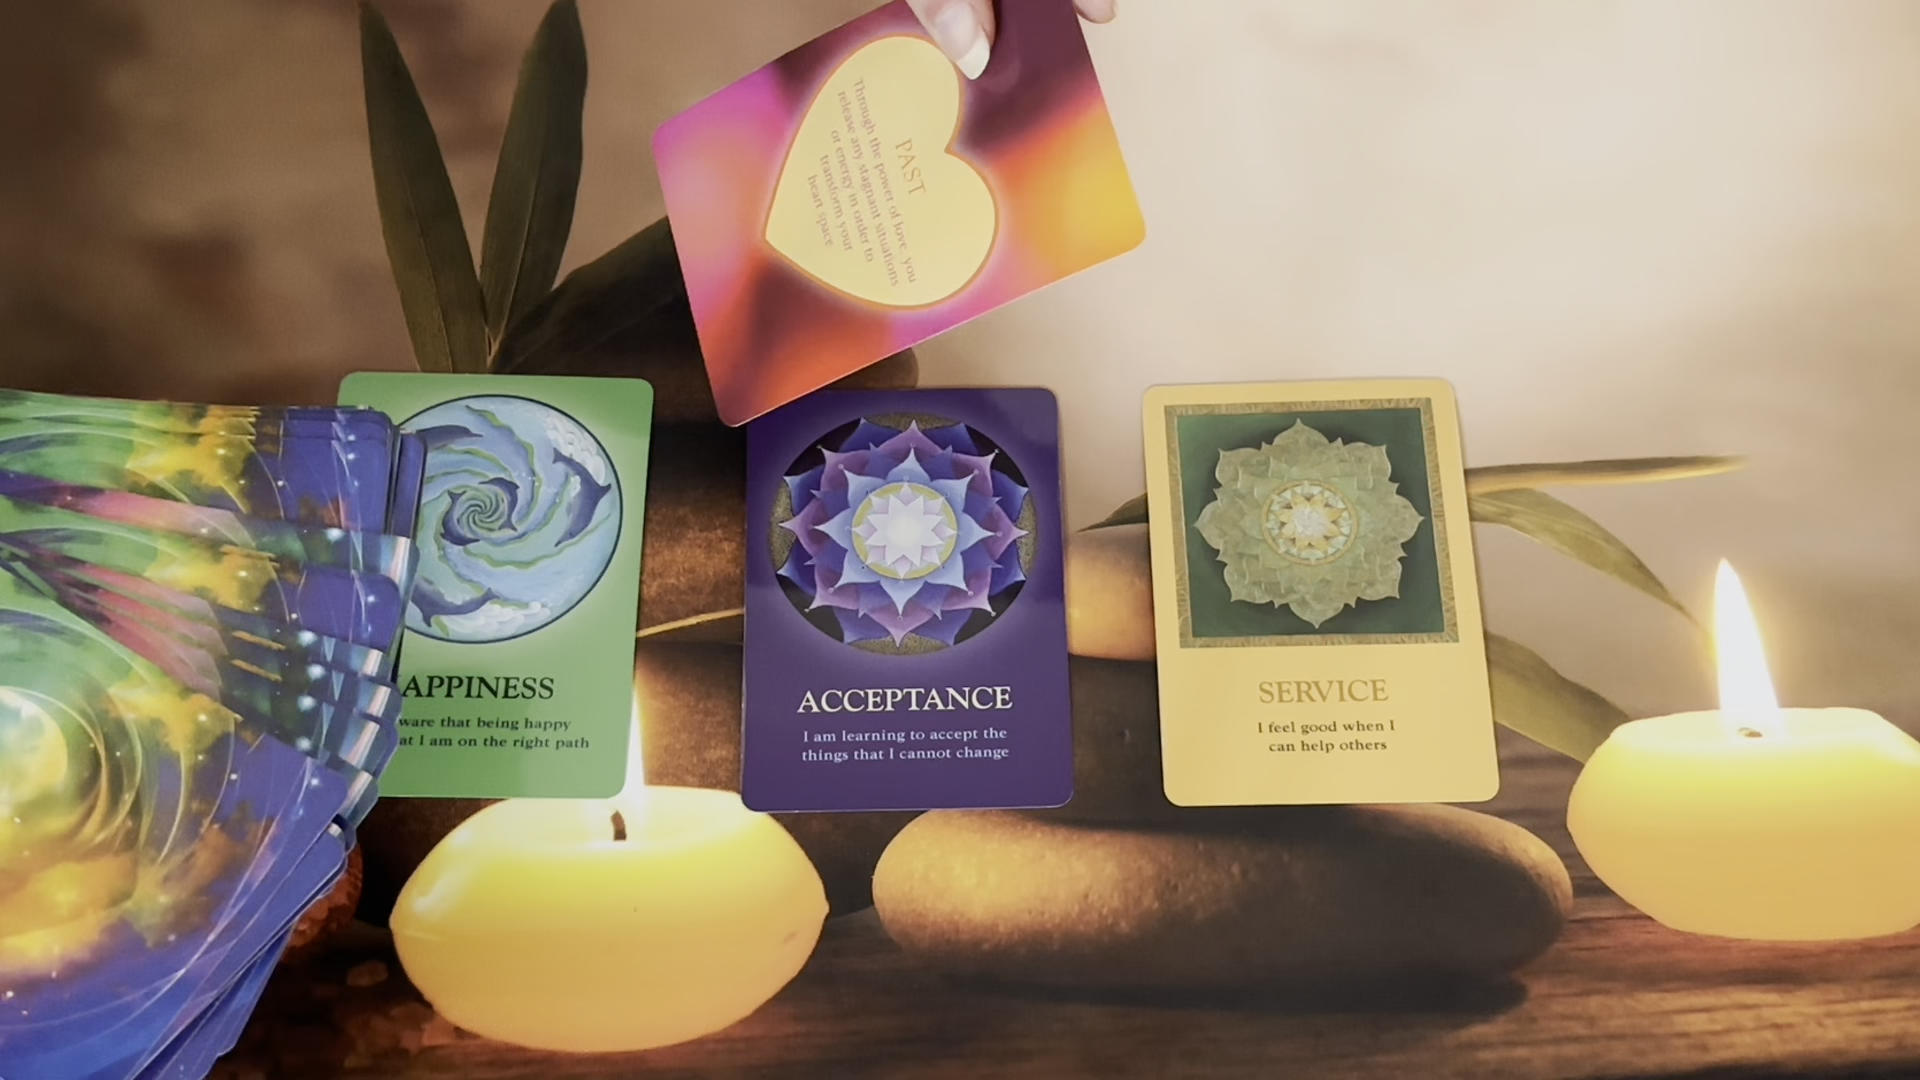 PAST
Through the power of love, you
release any stagnant situations
or energy in order to
transform your
heart space
APPINESS
ware that being happy
at I am on the right path
ACCEPTANCE
I am learning to accept the
things that I cannot change
SERVICE
I feel good when I
can help others